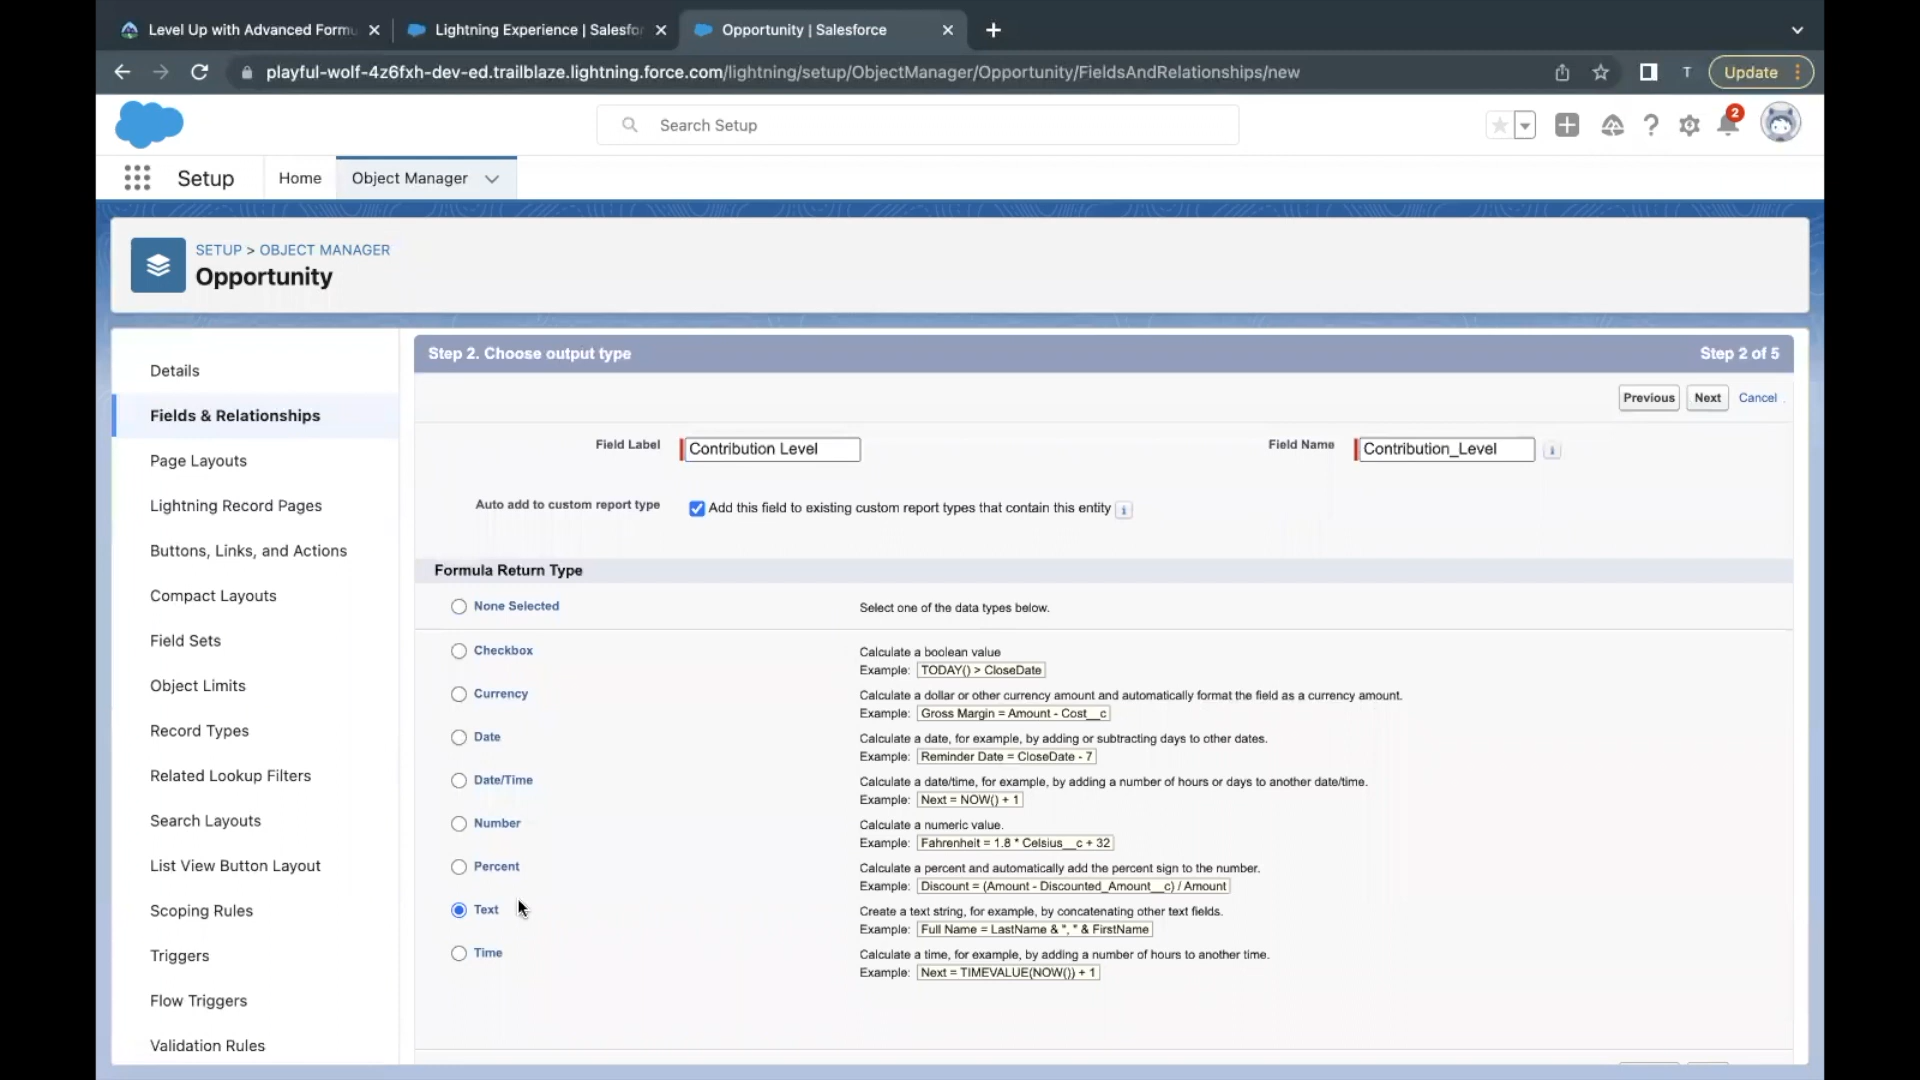 Level Up with Advanced Formu
Lightning Experience | Salesfor
Opportunity | Salesforce
playful-wolf-4z6fxh-dev-ed.trailblaze.lightning.force.com/lightning/setup/ObjectManager/Opportunity/FieldsAndRelationships/new
T
Update
Search Setup
2
Setup
Home
Object Manager
SETUP > OBJECT MANAGER
Opportunity
Details
Fields & Relationships
Page Layouts
Lightning Record Pages
Buttons, Links, and Actions
Compact Layouts
Field Sets
Object Limits
Record Types
Related Lookup Filters
Search Layouts
List View Button Layout
Scoping Rules
Triggers
Flow Triggers
Validation Rules
Step 2. Choose output type
Step 2 of 5
Previous
Next
Cancel
Field Label
Contribution Level
Field Name
Contribution_Level
i
Auto add to custom report type
Add this field to existing custom report types that contain this entity
i
Formula Return Type
None Selected
Select one of the data types below.
Checkbox
Calculate a boolean value
Example: TODAY() > CloseDate
Currency
Calculate a dollar or other currency amount and automatically format the field as a currency amount.
Example: Gross Margin = Amount - Cost__c
Date
Calculate a date, for example, by adding or subtracting days to other dates.
Example: Reminder Date = CloseDate - 7
Date/Time
Calculate a date/time, for example, by adding a number of hours or days to another date/time.
Example: Next = NOW() + 1
Number
Calculate a numeric value.
Example: Fahrenheit = 1.8 * Celsius__c + 32
Percent
Calculate a percent and automatically add the percent sign to the number.
Example: Discount = (Amount - Discounted_Amount__c) / Amount
Text
Create a text string, for example, by concatenating other text fields.
Example: Full Name = LastName & ", " & FirstName
Time
Calculate a time, for example, by adding a number of hours to another time.
Example: Next = TIMEVALUE(NOW()) + 1